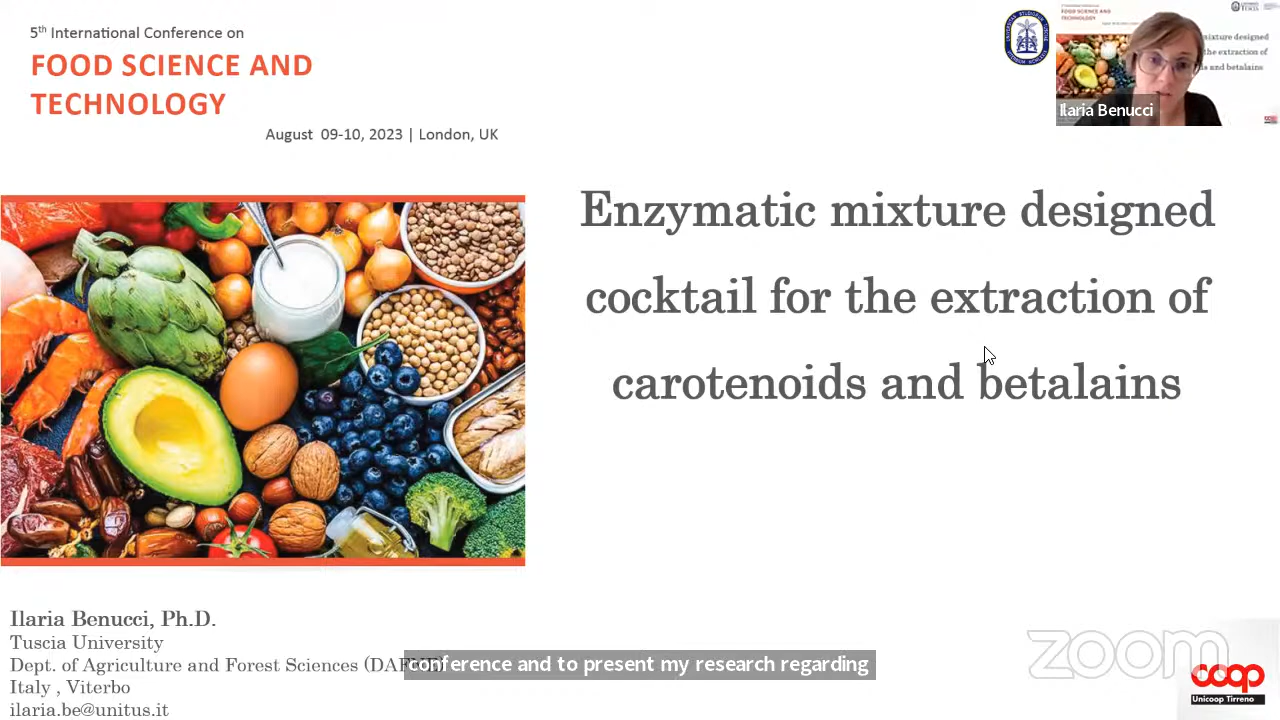 5th International Conference on
FOOD SCIENCE AND
TECHNOLOGY
August 09-10, 2023 | London, UK
Ilaria Benucci
Enzymatic mixture designed
cocktail for the extraction of
carotenoids and betalains
Ilaria Benucci, Ph.D.
Tuscia University
Dept. of Agriculture and Forest Sciences
Italy , Viterbo
ilaria.be@unitus.it
conference and to present my research regarding
zoom
coop
Unicoop Tirreno